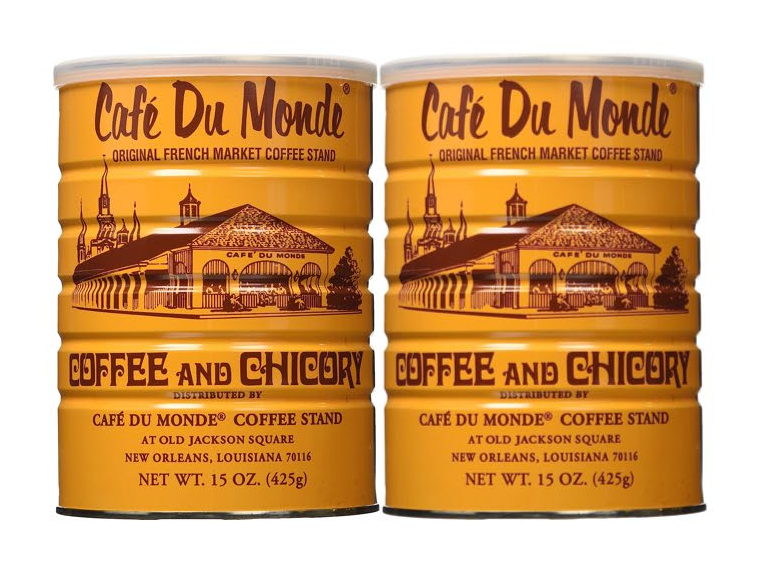 Café Du Monde®
ORIGINAL FRENCH MARKET COFFEE STAND
CAFE DU MONDE
COFFEE AND CHICORY
DISTRIBUTED BY
CAFÉ DU MONDE® COFFEE STAND
AT OLD JACKSON SQUARE
NEW ORLEANS, LOUISIANA 70116
NET WT. 15 OZ. (425g)
Café Du Monde®
ORIGINAL FRENCH MARKET COFFEE STAND
CAFE DU MONDE
COFFEE AND CHICORY
DISTRIBUTED BY
CAFÉ DU MONDE® COFFEE STAND
AT OLD JACKSON SQUARE
NEW ORLEANS, LOUISIANA 70116
NET WT. 15 OZ. (425g)